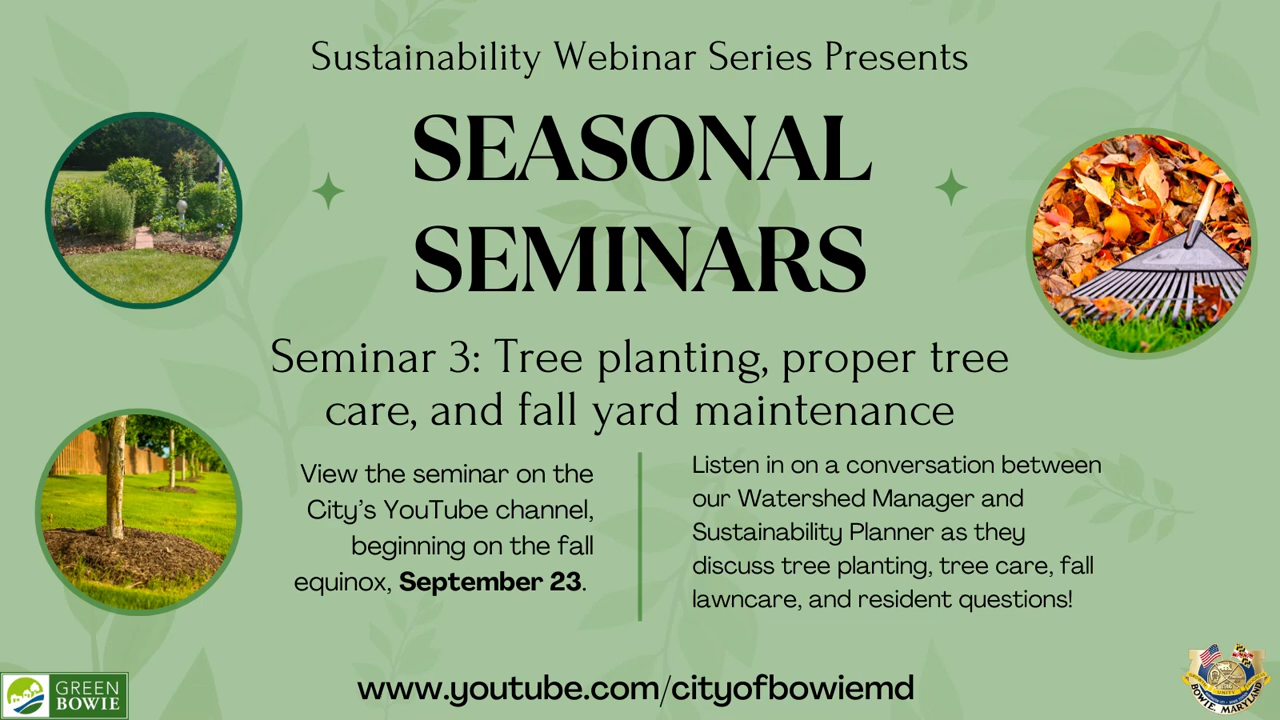 Sustainability Webinar Series Presents
SEASONAL
SEMINARS
Seminar 3: Tree planting, proper tree
care, and fall yard maintenance
View the seminar on the
City's YouTube channel,
beginning on the fall
equinox, September 23.
Listen in on a conversation between
our Watershed Manager and
Sustainability Planner as they
discuss tree planting, tree care, fall
lawncare, and resident questions!
www.youtube.com/cityofbowiemd
GREEN
BOWIE
BOWIE, MARYLAND